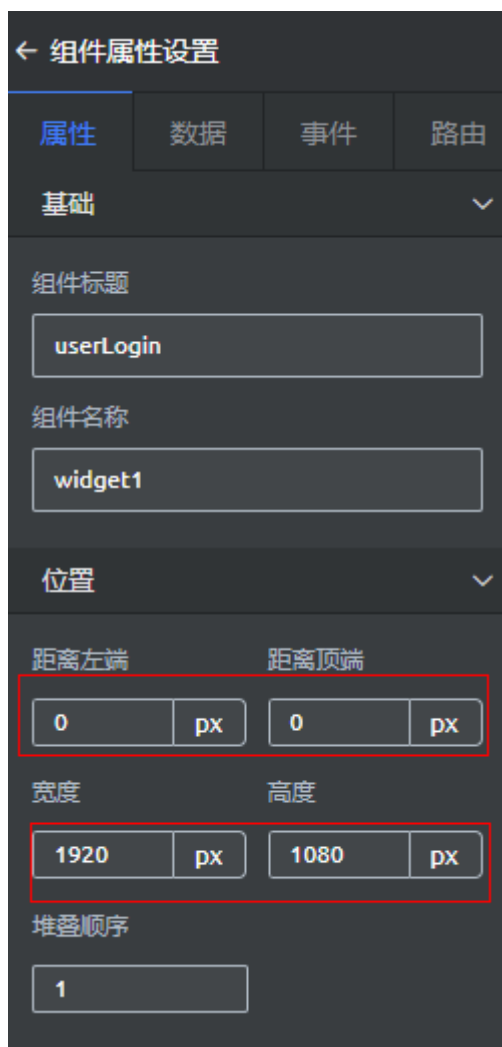 ← 组件属性设置
属性 数据 事件 路由
基础
组件标题
userLogin
组件名称
widget1
位置
距离左端 距离顶端
0 px 0 px
宽度 高度
1920 px 1080 px
堆叠顺序
1